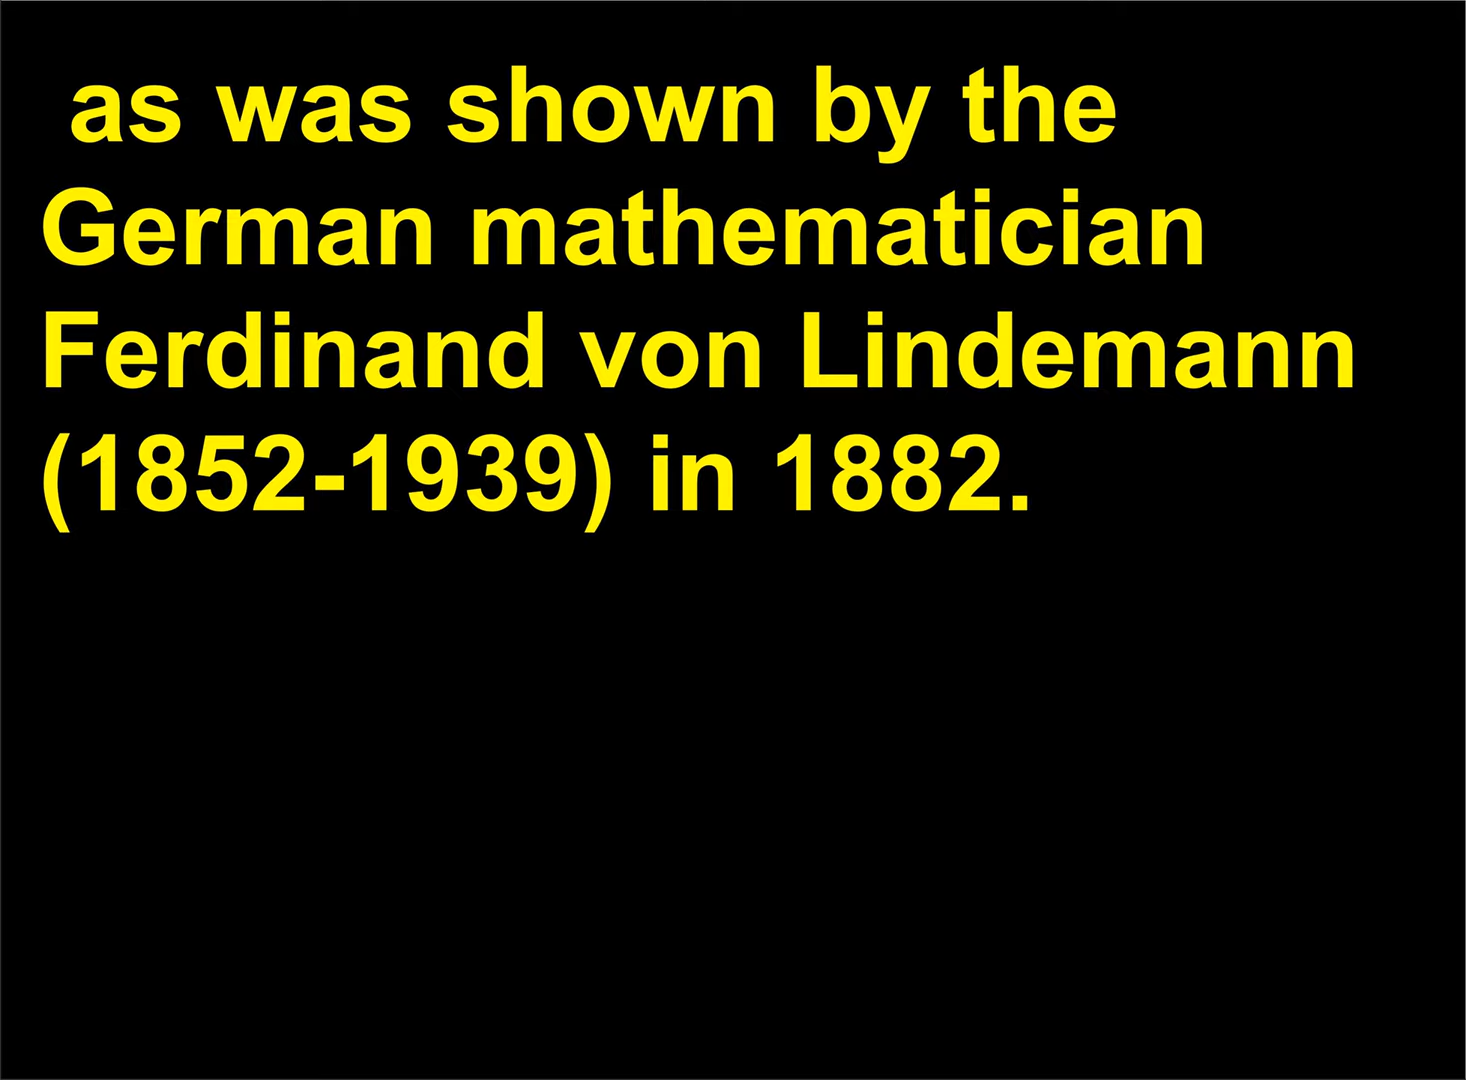 as was shown by the
German mathematician
Ferdinand von Lindemann
(1852-1939) in 1882.